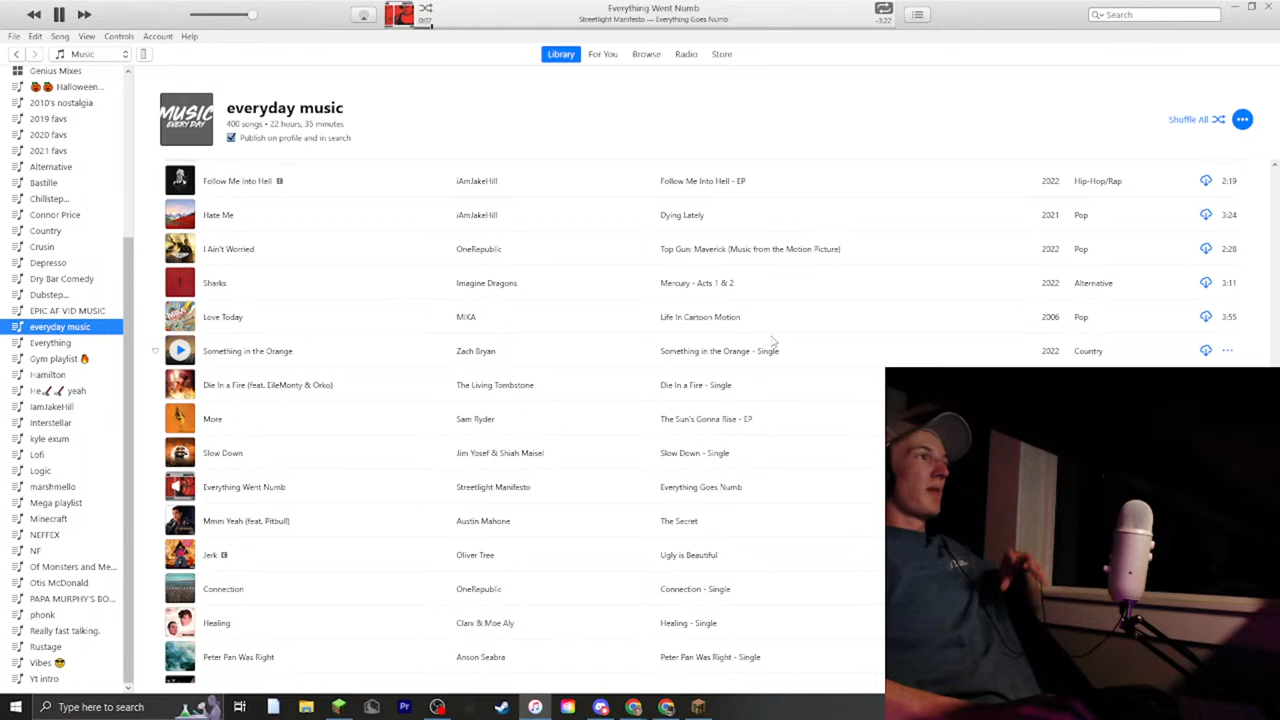 Everything Went Numb
Streetlight Manifesto — Everything Goes Numb
0:07
-3:22
Search
File Edit Song View Controls Account Help
Music
Library For You Browse Radio Store
Genius Mixes
Halloween...
2010's nostalgia
2019 favs
2020 favs
2021 favs
Alternative
Bastille
Chillstep...
Connor Price
Country
Crusin
Depresso
Dry Bar Comedy
Dubstep...
EPIC AF VID MUSIC
everyday music
Everything
Gym playlist 🔥
Hamilton
He🏒🏒 yeah
IamJakeHill
Interstellar
kyle exum
Lofi
Logic
marshmello
Mega playlist
Minecraft
NEFFEX
NF
Of Monsters and Me...
Otis McDonald
PAPA MURPHY'S BO...
phonk
Really fast talking.
Rustage
Vibes 😎
Yt intro
MUSIC
EVERY DAY
everyday music
400 songs • 22 hours, 35 minutes
Publish on profile and in search
Shuffle All
Follow Me Into Hell E iAmJakeHill Follow Me Into Hell - EP 2022 Hip-Hop/Rap 2:19
Hate Me iAmJakeHill Dying Lately 2021 Pop 3:24
I Ain't Worried OneRepublic Top Gun: Maverick (Music from the Motion Picture) 2022 Pop 2:28
Sharks Imagine Dragons Mercury - Acts 1 & 2 2022 Alternative 3:11
Love Today MIKA Life In Cartoon Motion 2006 Pop 3:55
Something in the Orange Zach Bryan Something in the Orange - Single 2022 Country
Die In a Fire (feat. EileMonty & Orko) The Living Tombstone Die In a Fire - Single
More Sam Ryder The Sun's Gonna Rise - EP
Slow Down Jim Yosef & Shiah Maisel Slow Down - Single
Everything Went Numb Streetlight Manifesto Everything Goes Numb
Mmm Yeah (feat. Pitbull) Austin Mahone The Secret
Jerk E Oliver Tree Ugly is Beautiful
Connection OneRepublic Connection - Single
Healing Clarx & Moe Aly Healing - Single
Peter Pan Was Right Anson Seabra Peter Pan Was Right - Single
Type here to search
Pr